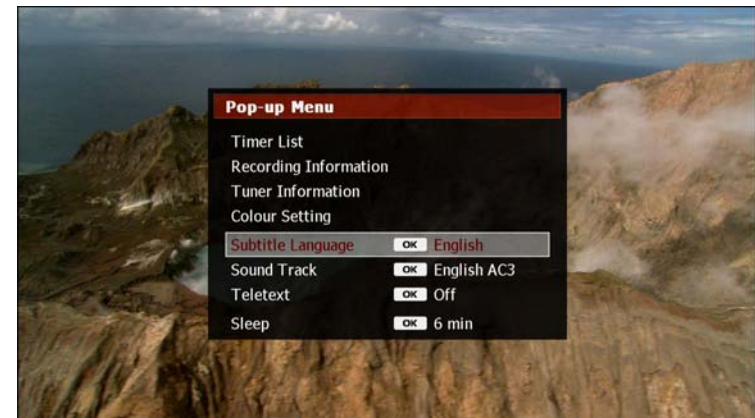 Pop-up Menu
Timer List
Recording Information
Tuner Information
Colour Setting
Subtitle Language OK English
Sound Track OK English AC3
Teletext OK Off
Sleep OK 6 min